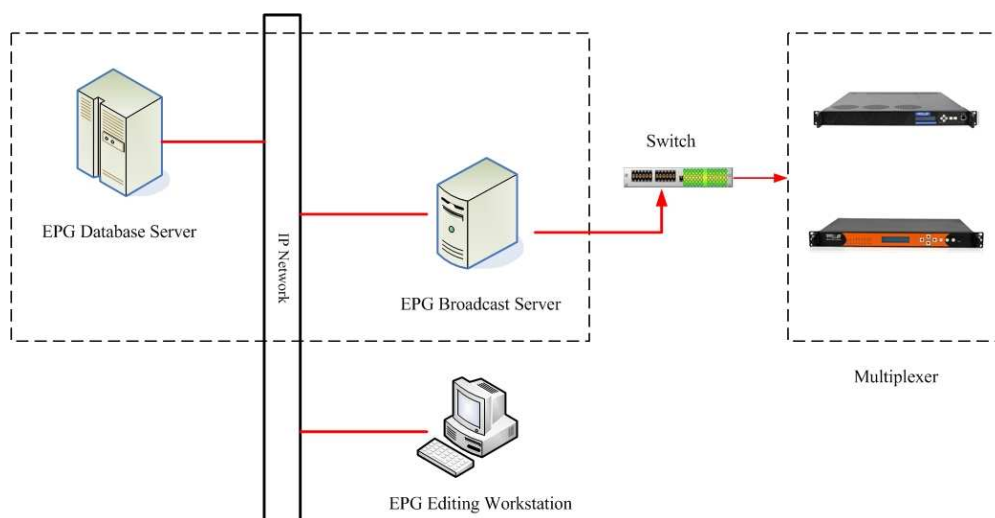 Switch
EPG Database Server
IP Network
EPG Broadcast Server
Multiplexer
EPG Editing Workstation